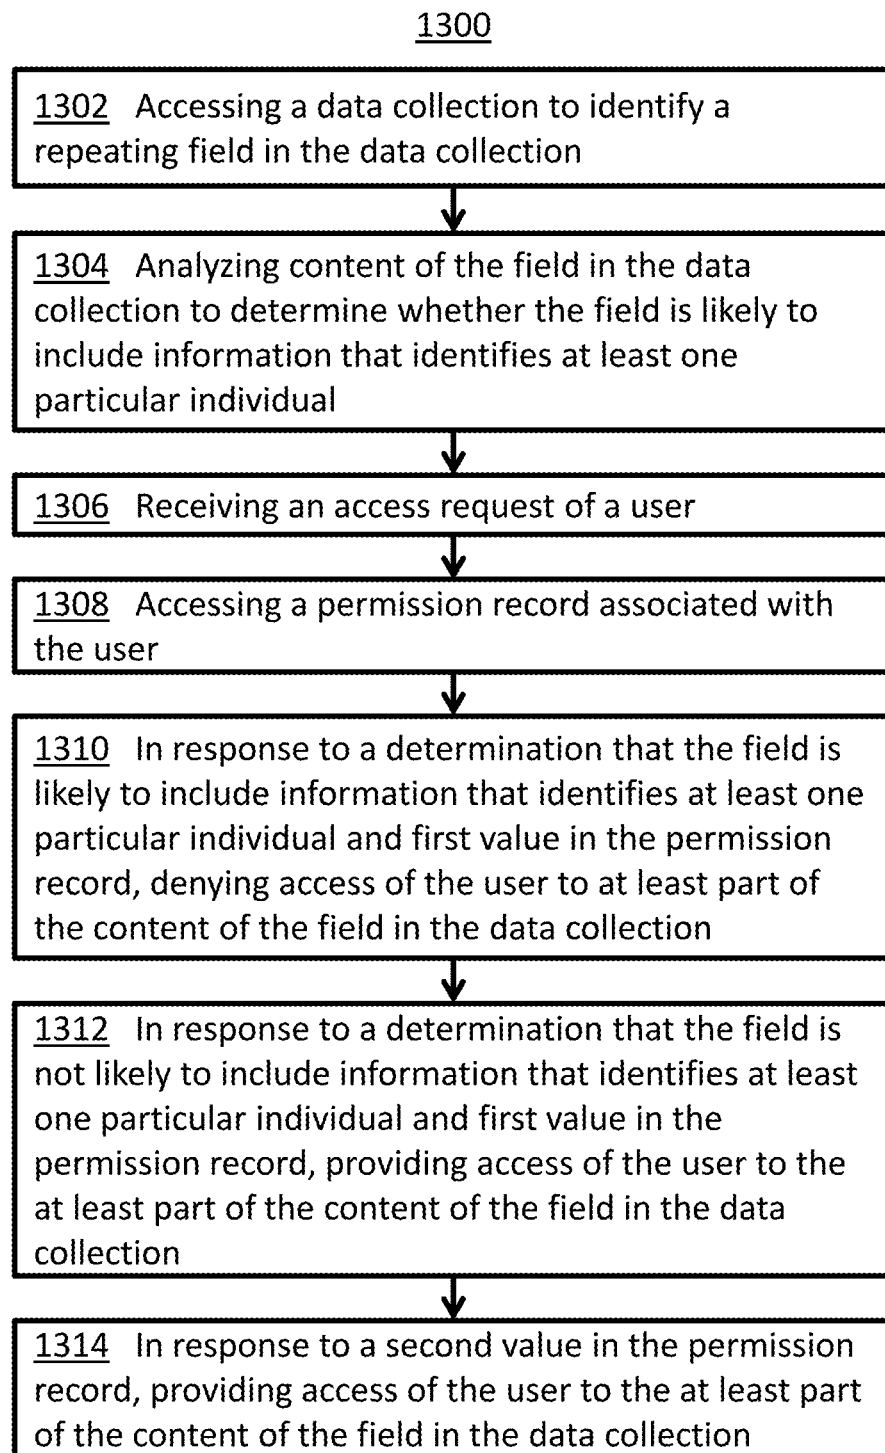 1300
1302 Accessing a data collection to identify a
repeating field in the data collection
1304 Analyzing content of the field in the data
collection to determine whether the field is likely to
include information that identifies at least one
particular individual
1306 Receiving an access request of a user
1308 Accessing a permission record associated with
the user
1310 In response to a determination that the field is
likely to include information that identifies at least one
particular individual and first value in the permission
record, denying access of the user to at least part of
the content of the field in the data collection
1312 In response to a determination that the field is
not likely to include information that identifies at least
one particular individual and first value in the
permission record, providing access of the user to the
at least part of the content of the field in the data
collection
1314 In response to a second value in the permission
record, providing access of the user to the at least part
of the content of the field in the data collection